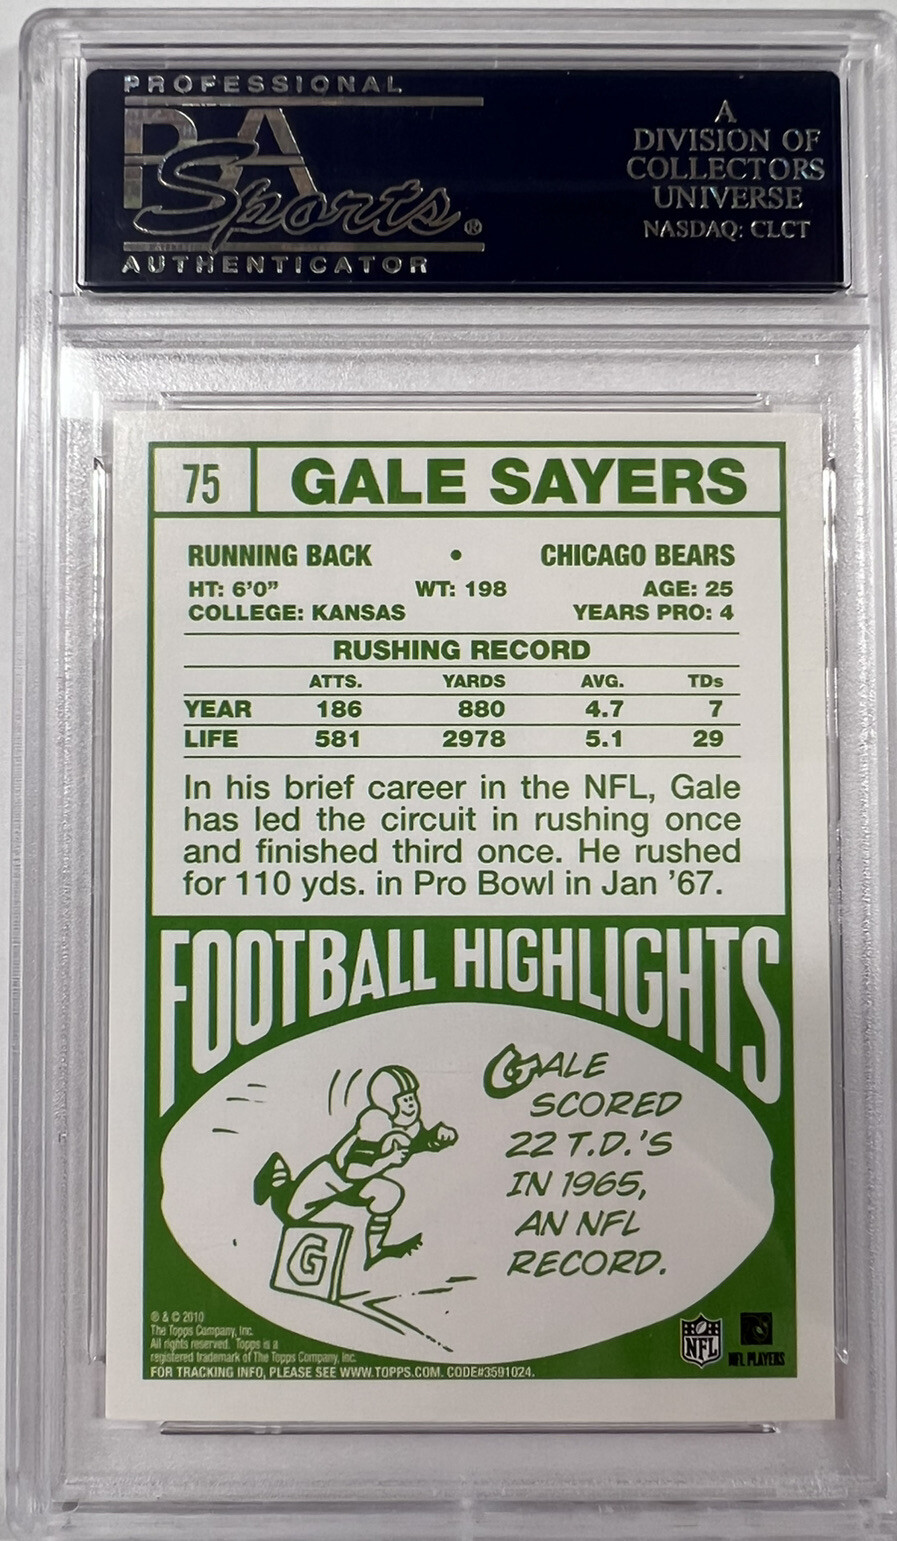 PROFESSIONAL
PSA
Sports®
AUTHENTICATOR
A
DIVISION OF
COLLECTORS
UNIVERSE
NASDAQ: CLCT
75 GALE SAYERS
RUNNING BACK • CHICAGO BEARS
HT: 6'0" WT: 198 AGE: 25
COLLEGE: KANSAS YEARS PRO: 4
RUSHING RECORD
ATTS. YARDS AVG. TDs
YEAR 186 880 4.7 7
LIFE 581 2978 5.1 29
In his brief career in the NFL, Gale
has led the circuit in rushing once
and finished third once. He rushed
for 110 yds. in Pro Bowl in Jan '67.
FOOTBALL HIGHLIGHTS
GALE
SCORED
22 T.D.'S
IN 1965,
AN NFL
RECORD.
G
® & © 2010
The Topps Company, Inc.
All rights reserved. Topps is a
registered trademark of The Topps Company, Inc.
FOR TRACKING INFO, PLEASE SEE WWW.TOPPS.COM. CODE#3591024.
NFL
NFL PLAYERS